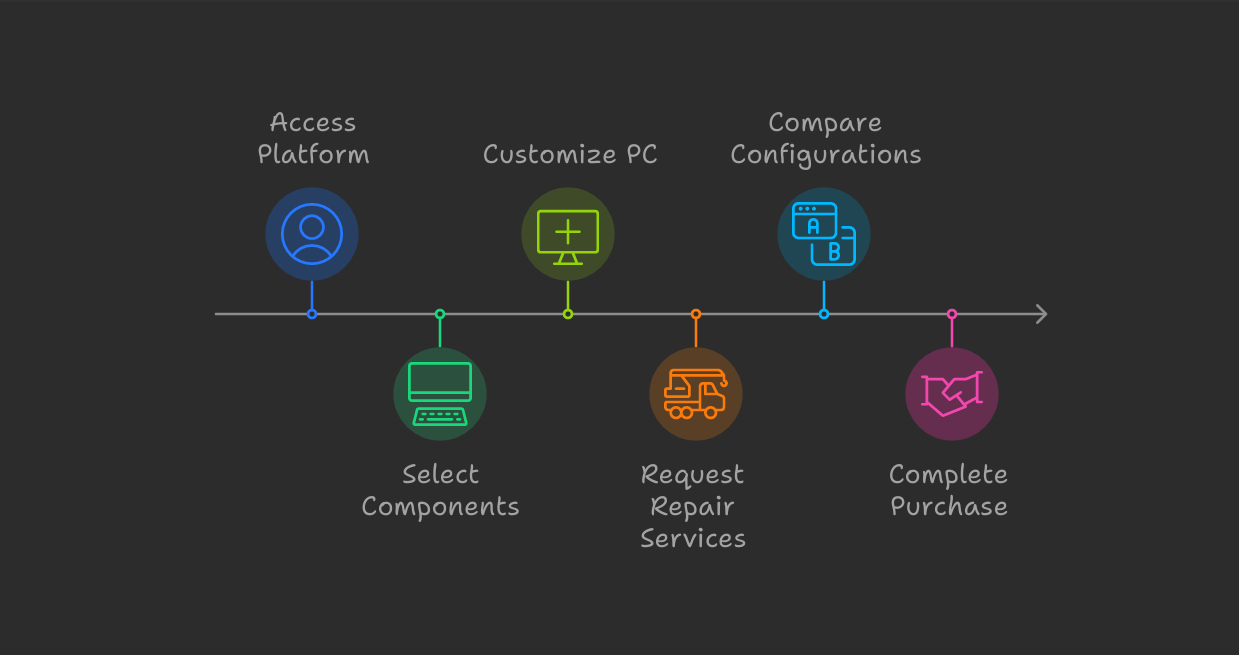 Access
Platform
Select
Components
Customize PC
Request
Repair
Services
Compare
Configurations
A
B
Complete
Purchase